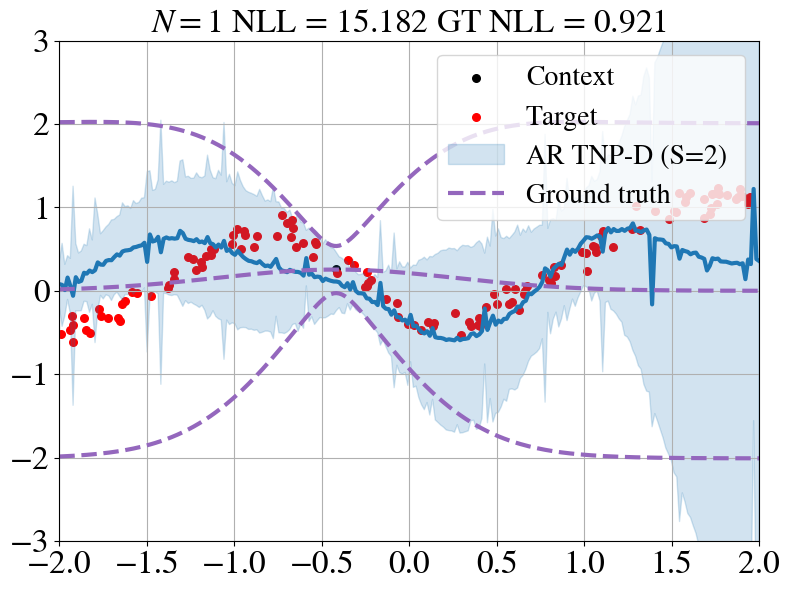 N = 1 NLL = 15.182 GT NLL = 0.921
3
2
1
0
−1
−2
−3
Context
Target
AR TNP-D (S=2)
Ground truth
−2.0 −1.5 −1.0 −0.5 0.0 0.5 1.0 1.5 2.0